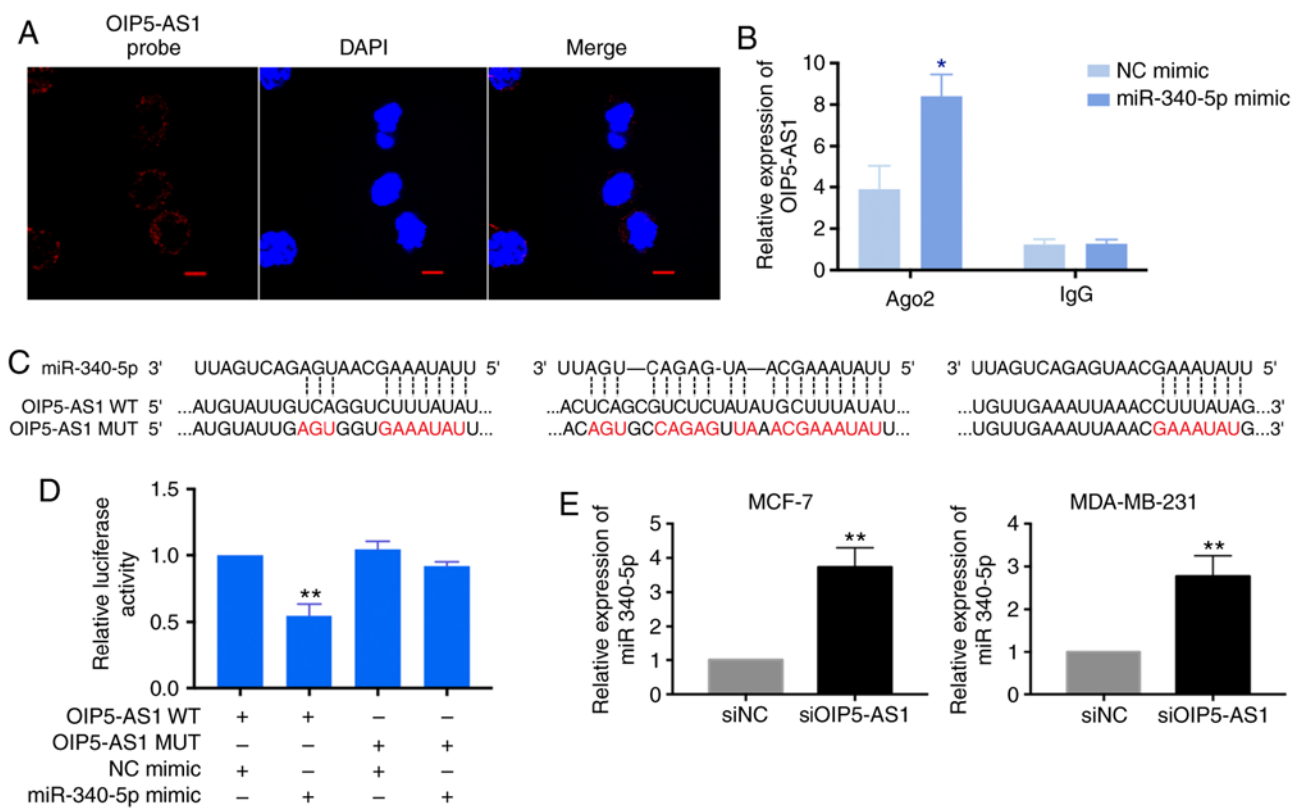 A
OIP5-AS1
probe
DAPI
Merge
B
Relative expression of
OIP5-AS1
10
8
6
4
2
0
*
NC mimic
miR-340-5p mimic
Ago2
IgG
C
miR-340-5p 3' UUAGUCAGAGUAACGAAAUAUU 5' 3' UUAGU—CAGAG-UA—ACGAAAUAUU 5' 3' UUAGUCAGAGUAACGAAAUAUU 5'
OIP5-AS1 WT 5' ...AUGUAUUGUCAGGUCUUUAUAU... ...ACUCAGCGUCUCUAUAUGCUUUAUAU... ...UGUUGAAAUUAAACCUUUAUAG...3'
OIP5-AS1 MUT 5' ...AUGUAUUGAGUGGUGAAAUAUU... ...ACAGUGCCAGAGUUAAACGAAAUAUU... ...UGUUGAAAUUAAACGAAAUAUG...3'
D
Relative luciferase
activity
1.5
1.0
0.5
0.0
**
OIP5-AS1 WT + + – –
OIP5-AS1 MUT – – + +
NC mimic + – + –
miR-340-5p mimic – + – +
E
MCF-7
Relative expression of
miR 340-5p
5
4
3
2
1
0
**
siNC
siOIP5-AS1
MDA-MB-231
Relative expression of
miR 340-5p
4
3
2
1
0
**
siNC
siOIP5-AS1